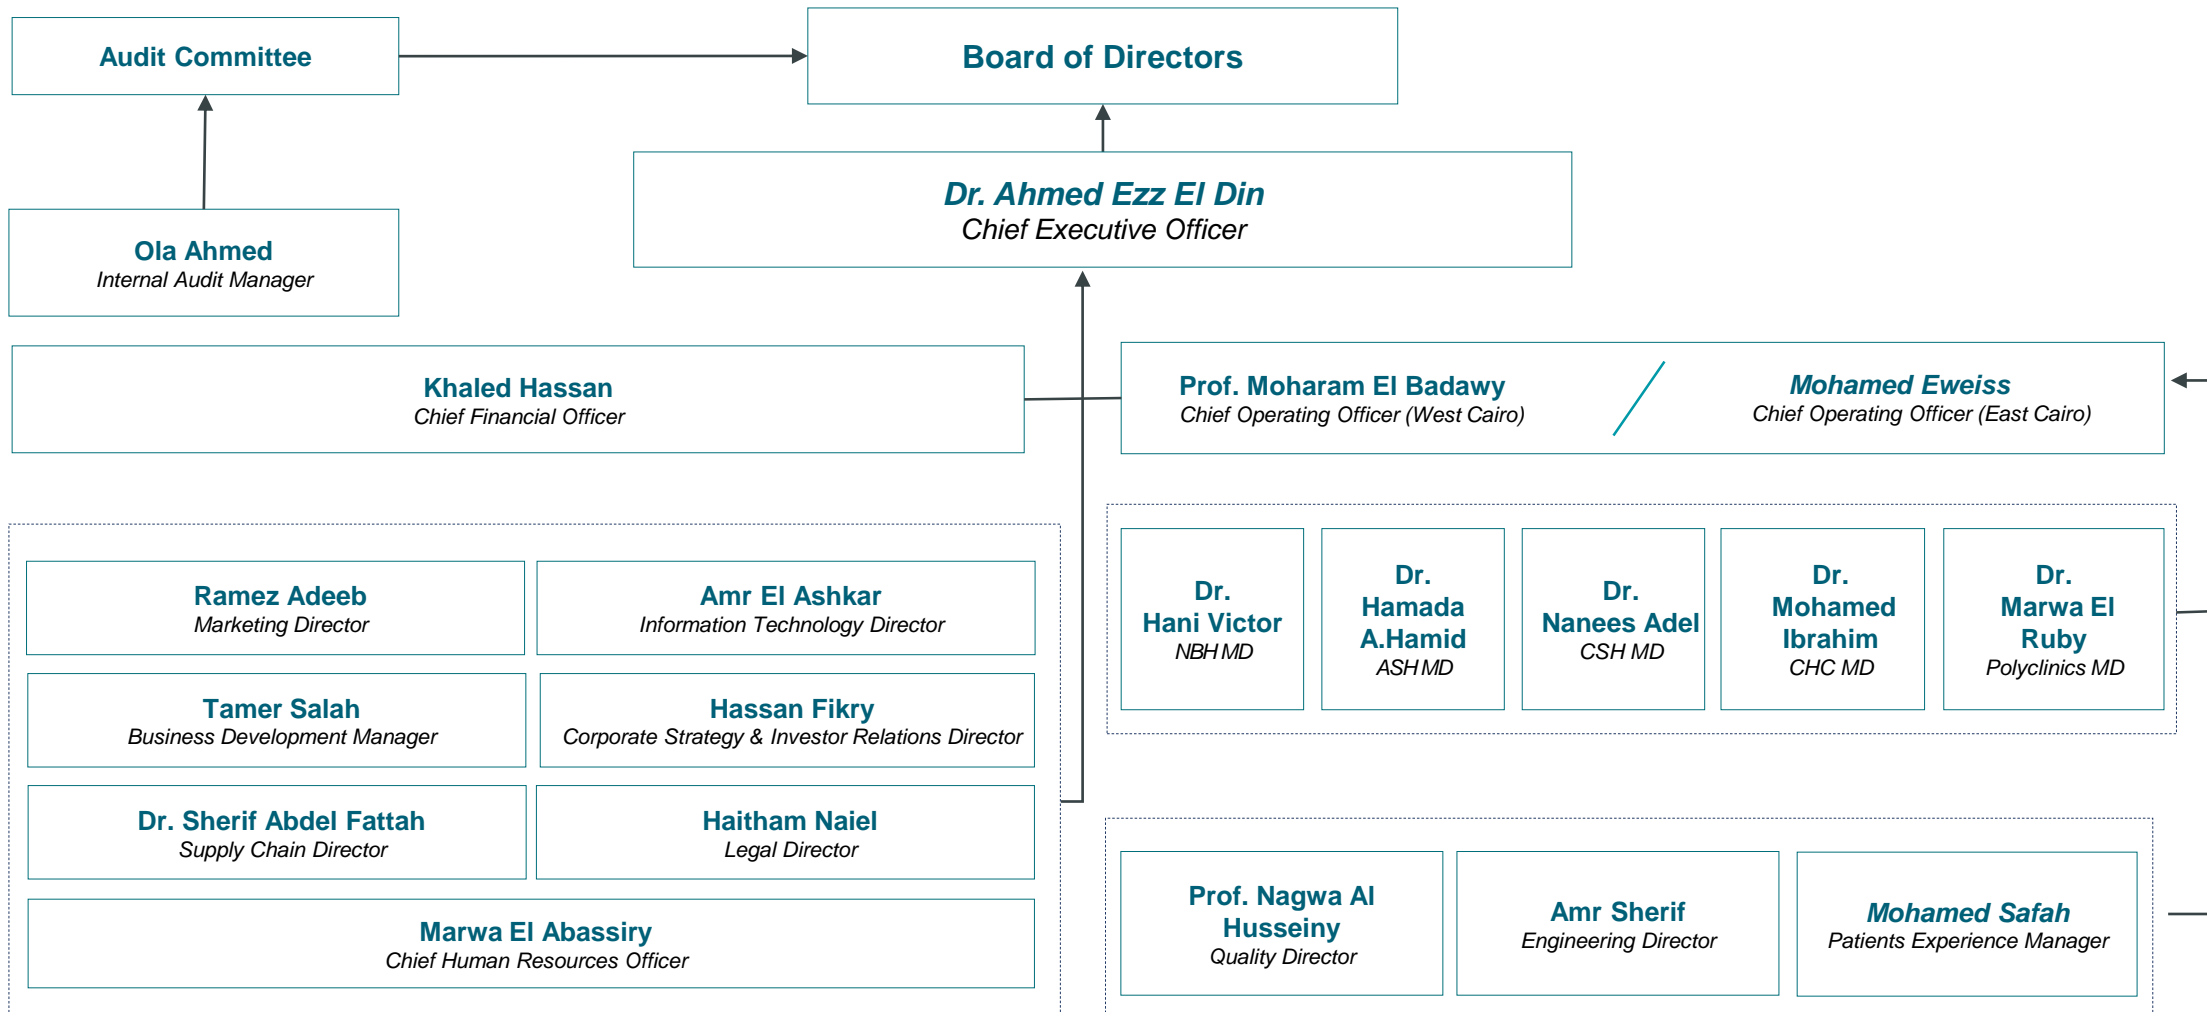 Audit Committee
Board of Directors
Dr. Ahmed Ezz El Din
Chief Executive Officer
Ola Ahmed
Internal Audit Manager
Khaled Hassan
Chief Financial Officer
Prof. Moharam El Badawy
Chief Operating Officer (West Cairo)
Mohamed Eweiss
Chief Operating Officer (East Cairo)
Ramez Adeeb
Marketing Director
Amr El Ashkar
Information Technology Director
Tamer Salah
Business Development Manager
Hassan Fikry
Corporate Strategy & Investor Relations Director
Dr. Sherif Abdel Fattah
Supply Chain Director
Haitham Naiel
Legal Director
Marwa El Abassiry
Chief Human Resources Officer
Dr.
Hani Victor
NBH MD
Dr.
Hamada
A.Hamid
ASH MD
Dr.
Nanees Adel
CSH MD
Dr.
Mohamed
Ibrahim
CHC MD
Dr.
Marwa El
Ruby
Polyclinics MD
Prof. Nagwa Al
Husseiny
Quality Director
Amr Sherif
Engineering Director
Mohamed Safah
Patients Experience Manager